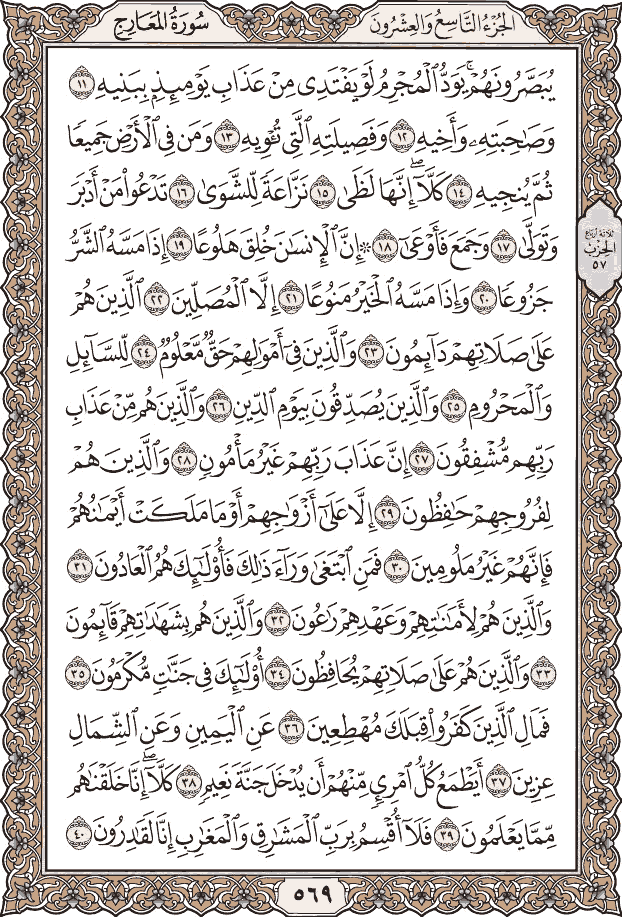 سُورَةُ المَعَارِجِ
الجُزْءُ التَّاسِعُ وَالعِشْرُونَ
يُبَصَّرُونَهُمۡۚ يَوَدُّ ٱلۡمُجۡرِمُ لَوۡ يَفۡتَدِي مِنۡ عَذَابِ يَوۡمِئِذِۭ بِبَنِيهِ ١١
وَصَٰحِبَتِهِۦ وَأَخِيهِ ١٢ وَفَصِيلَتِهِ ٱلَّتِي تُـٔۡوِيهِ ١٣ وَمَن فِي ٱلۡأَرۡضِ جَمِيعٗا
ثُمَّ يُنجِيهِ ١٤ كَلَّآۖ إِنَّهَا لَظَىٰ ١٥ نَزَّاعَةٗ لِّلشَّوَىٰ ١٦ تَدۡعُواْ مَنۡ أَدۡبَرَ
وَتَوَلَّىٰ ١٧ وَجَمَعَ فَأَوۡعَىٰٓ ١٨ ۞ إِنَّ ٱلۡإِنسَٰنَ خُلِقَ هَلُوعًا ١٩ إِذَا مَسَّهُ ٱلشَّرُّ
جَزُوعٗا ٢٠ وَإِذَا مَسَّهُ ٱلۡخَيۡرُ مَنُوعًا ٢١ إِلَّا ٱلۡمُصَلِّينَ ٢٢ ٱلَّذِينَ هُمۡ
عَلَىٰ صَلَاتِهِمۡ دَآئِمُونَ ٢٣ وَٱلَّذِينَ فِيٓ أَمۡوَٰلِهِمۡ حَقّٞ مَّعۡلُومٞ ٢٤ لِّلسَّآئِلِ
وَٱلۡمَحۡرُومِ ٢٥ وَٱلَّذِينَ يُصَدِّقُونَ بِيَوۡمِ ٱلدِّينِ ٢٦ وَٱلَّذِينَ هُم مِّنۡ عَذَابِ
رَبِّهِم مُّشۡفِقُونَ ٢٧ إِنَّ عَذَابَ رَبِّهِمۡ غَيۡرُ مَأۡمُونٖ ٢٨ وَٱلَّذِينَ هُمۡ
لِفُرُوجِهِمۡ حَٰفِظُونَ ٢٩ إِلَّا عَلَىٰٓ أَزۡوَٰجِهِمۡ أَوۡ مَا مَلَكَتۡ أَيۡمَٰنُهُمۡ
فَإِنَّهُمۡ غَيۡرُ مَلُومِينَ ٣٠ فَمَنِ ٱبۡتَغَىٰ وَرَآءَ ذَٰلِكَ فَأُوْلَٰٓئِكَ هُمُ ٱلۡعَادُونَ ٣١
وَٱلَّذِينَ هُمۡ لِأَمَٰنَٰتِهِمۡ وَعَهۡدِهِمۡ رَٰعُونَ ٣٢ وَٱلَّذِينَ هُم بِشَهَٰدَٰتِهِمۡ قَآئِمُونَ
٣٣ وَٱلَّذِينَ هُمۡ عَلَىٰ صَلَاتِهِمۡ يُحَافِظُونَ ٣٤ أُوْلَٰٓئِكَ فِي جَنَّٰتٖ مُّكۡرَمُونَ ٣٥
فَمَالِ ٱلَّذِينَ كَفَرُواْ قِبَلَكَ مُهۡطِعِينَ ٣٦ عَنِ ٱلۡيَمِينِ وَعَنِ ٱلشِّمَالِ
عِزِينَ ٣٧ أَيَطۡمَعُ كُلُّ ٱمۡرِيٕٖ مِّنۡهُمۡ أَن يُدۡخَلَ جَنَّةَ نَعِيمٖ ٣٨ كَلَّآۖ إِنَّا خَلَقۡنَٰهُم
مِّمَّا يَعۡلَمُونَ ٣٩ فَلَآ أُقۡسِمُ بِرَبِّ ٱلۡمَشَٰرِقِ وَٱلۡمَغَٰرِبِ إِنَّا لَقَٰدِرُونَ ٤٠
ثلاثة أرباع
الحزب
٥٧
٥٦٩